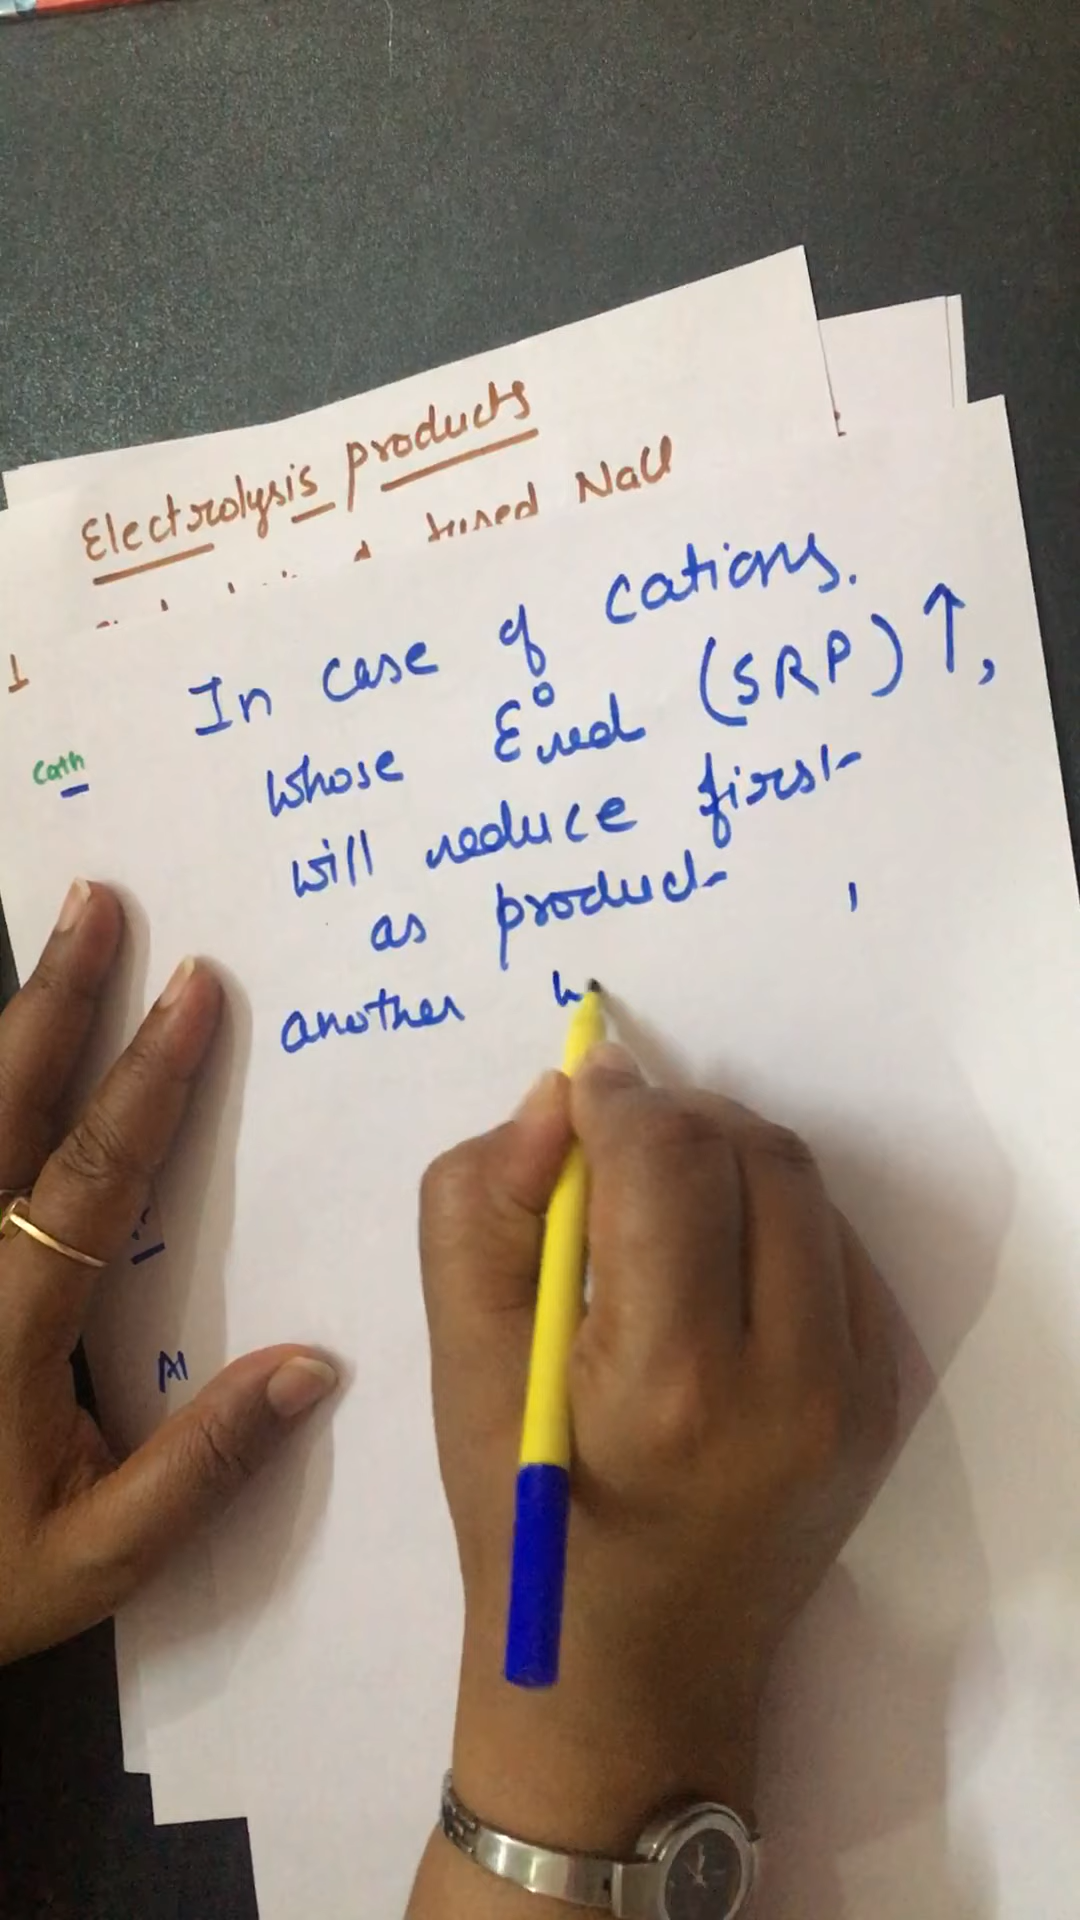 Electrolysis products
fused NaCl
1
In case of cations.
Cath
whose E°red (SRP) ↑,
will reduce first
as product ,
another
Al